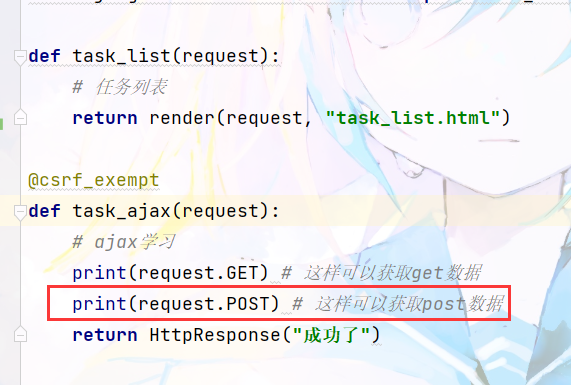 def task_list(request):
# 任务列表
return render(request, "task_list.html")
@csrf_exempt
def task_ajax(request):
# ajax学习
print(request.GET) # 这样可以获取get数据
print(request.POST) # 这样可以获取post数据
return HttpResponse("成功了")